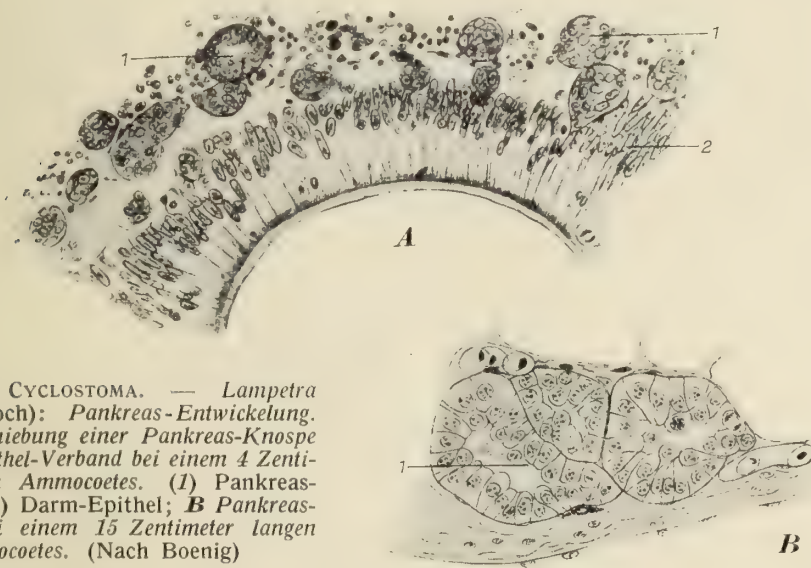 1
1
2
A
CYCLOSTOMA. — Lampetra
Pankreas-Entwickelung.
einer Pankreas-Knospe
bei einem 4 Zenti-
Ammocoetes. (1) Pankreas-
Darm-Epithel; B Pankreas-
einem 15 Zentimeter langen
(Nach Boenig)
1
B